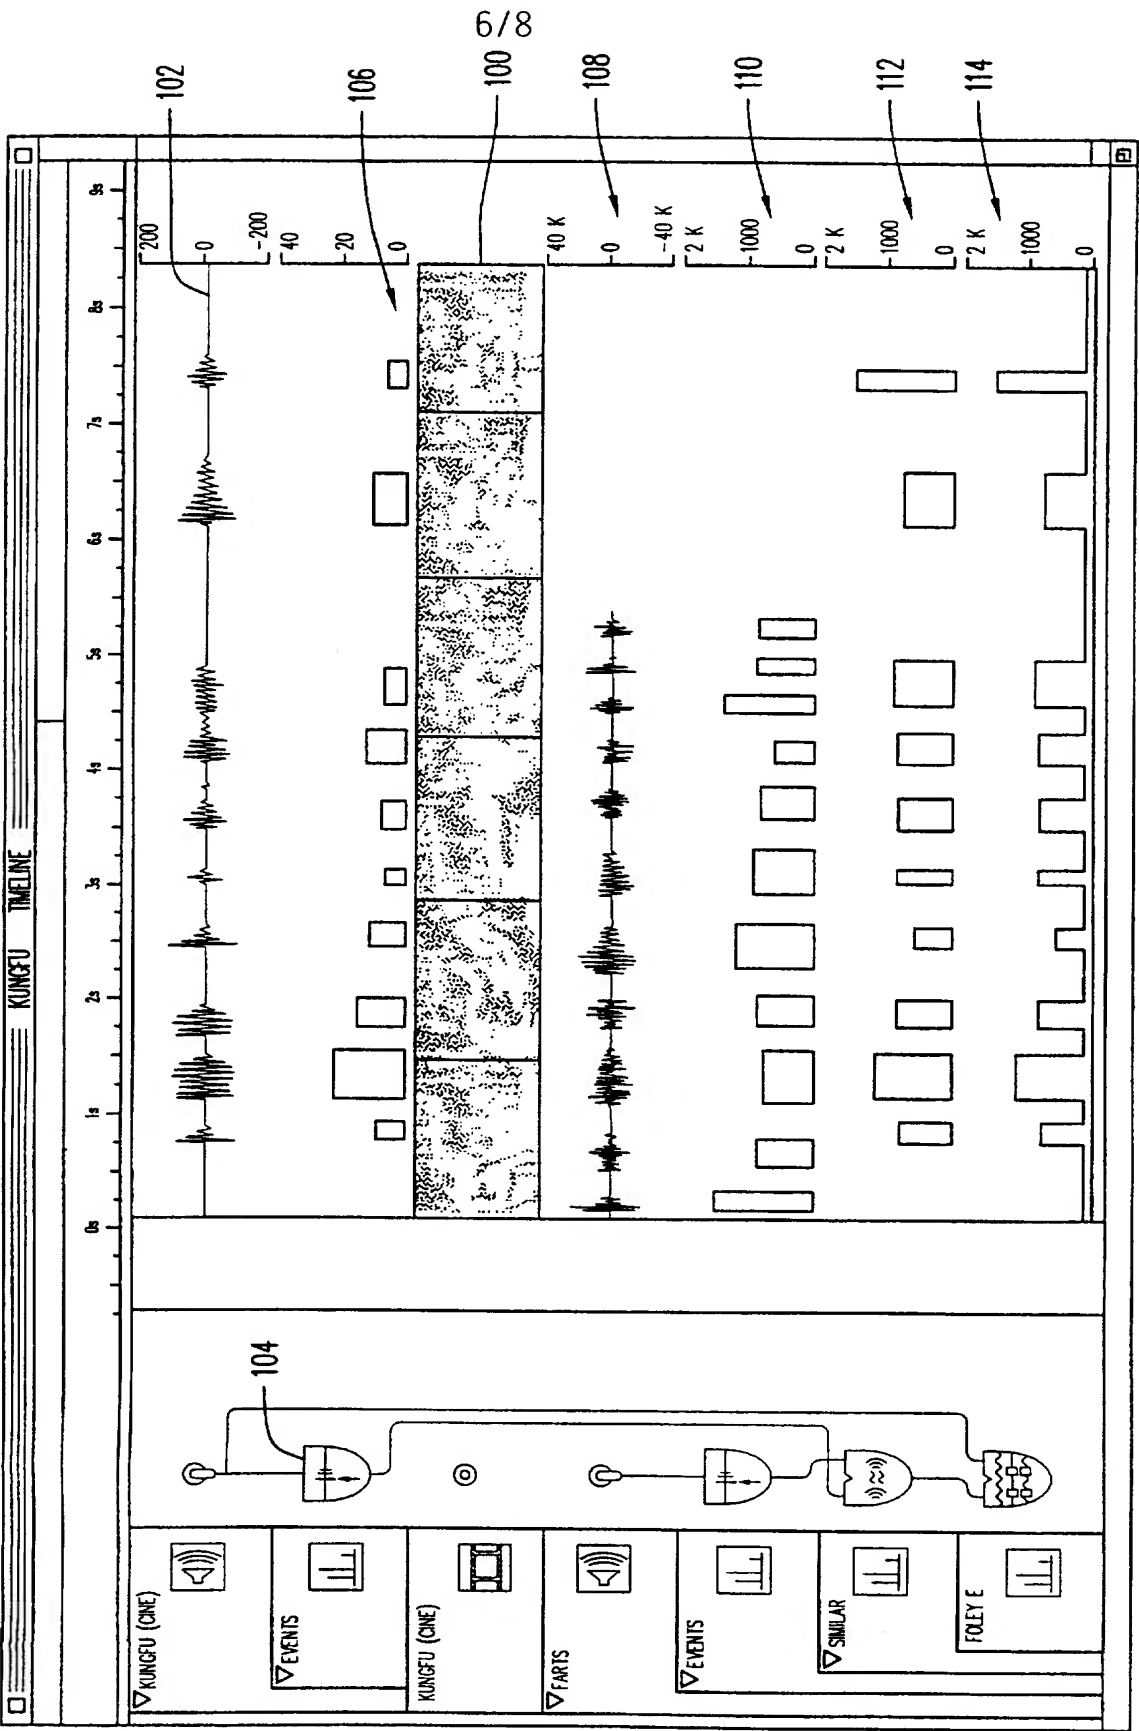 6/8
KUNGFU TIMELINE
0s 1s 2s 3s 4s 5s 6s 7s 8s 9s
KUNGFU (CINE)
200
0
-200
102
104
EVENTS
40
20
0
106
KUNGFU (CINE)
100
FARTS
40 K
0
-40 K
108
EVENTS
2 K
1000
0
110
SIMILAR
2 K
1000
0
112
FOLEY E
2 K
1000
0
114